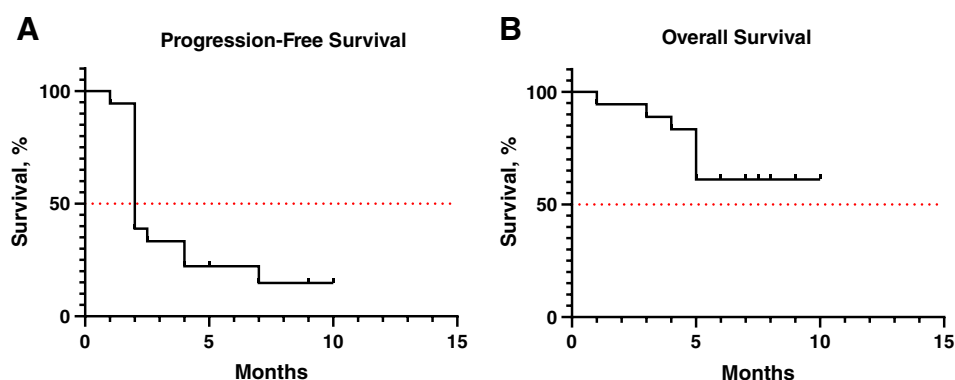 A
Progression-Free Survival
100
50
0
Survival, %
0 5 10 15
Months
B
Overall Survival
100
50
0
Survival, %
0 5 10 15
Months